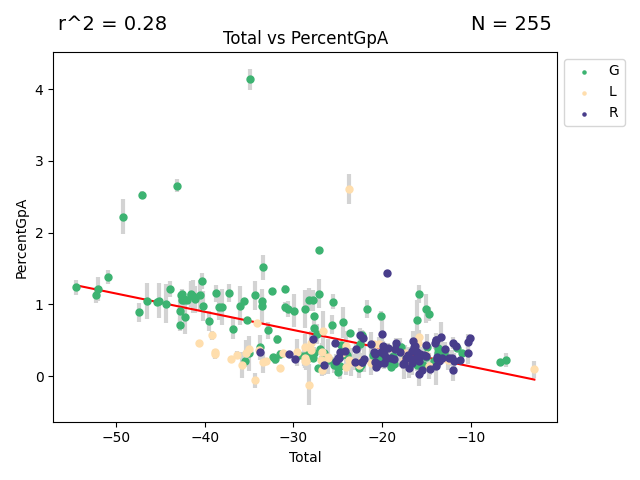 r^2 = 0.28 N = 255
Total vs PercentGpA
G
L
R
4
3
2
1
0
PercentGpA
−50 −40 −30 −20 −10
Total